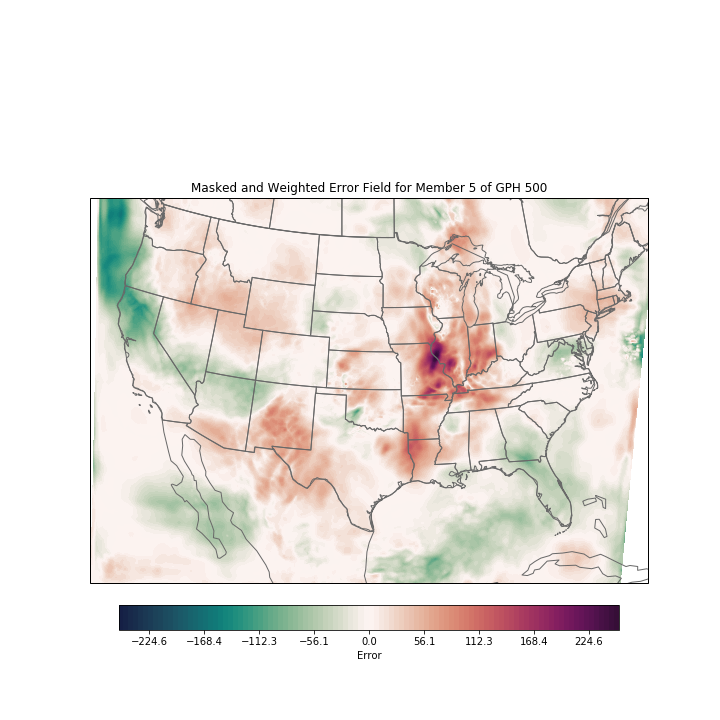 Masked and Weighted Error Field for Member 5 of GPH 500
−224.6 −168.4 −112.3 −56.1 0.0 56.1 112.3 168.4 224.6
Error